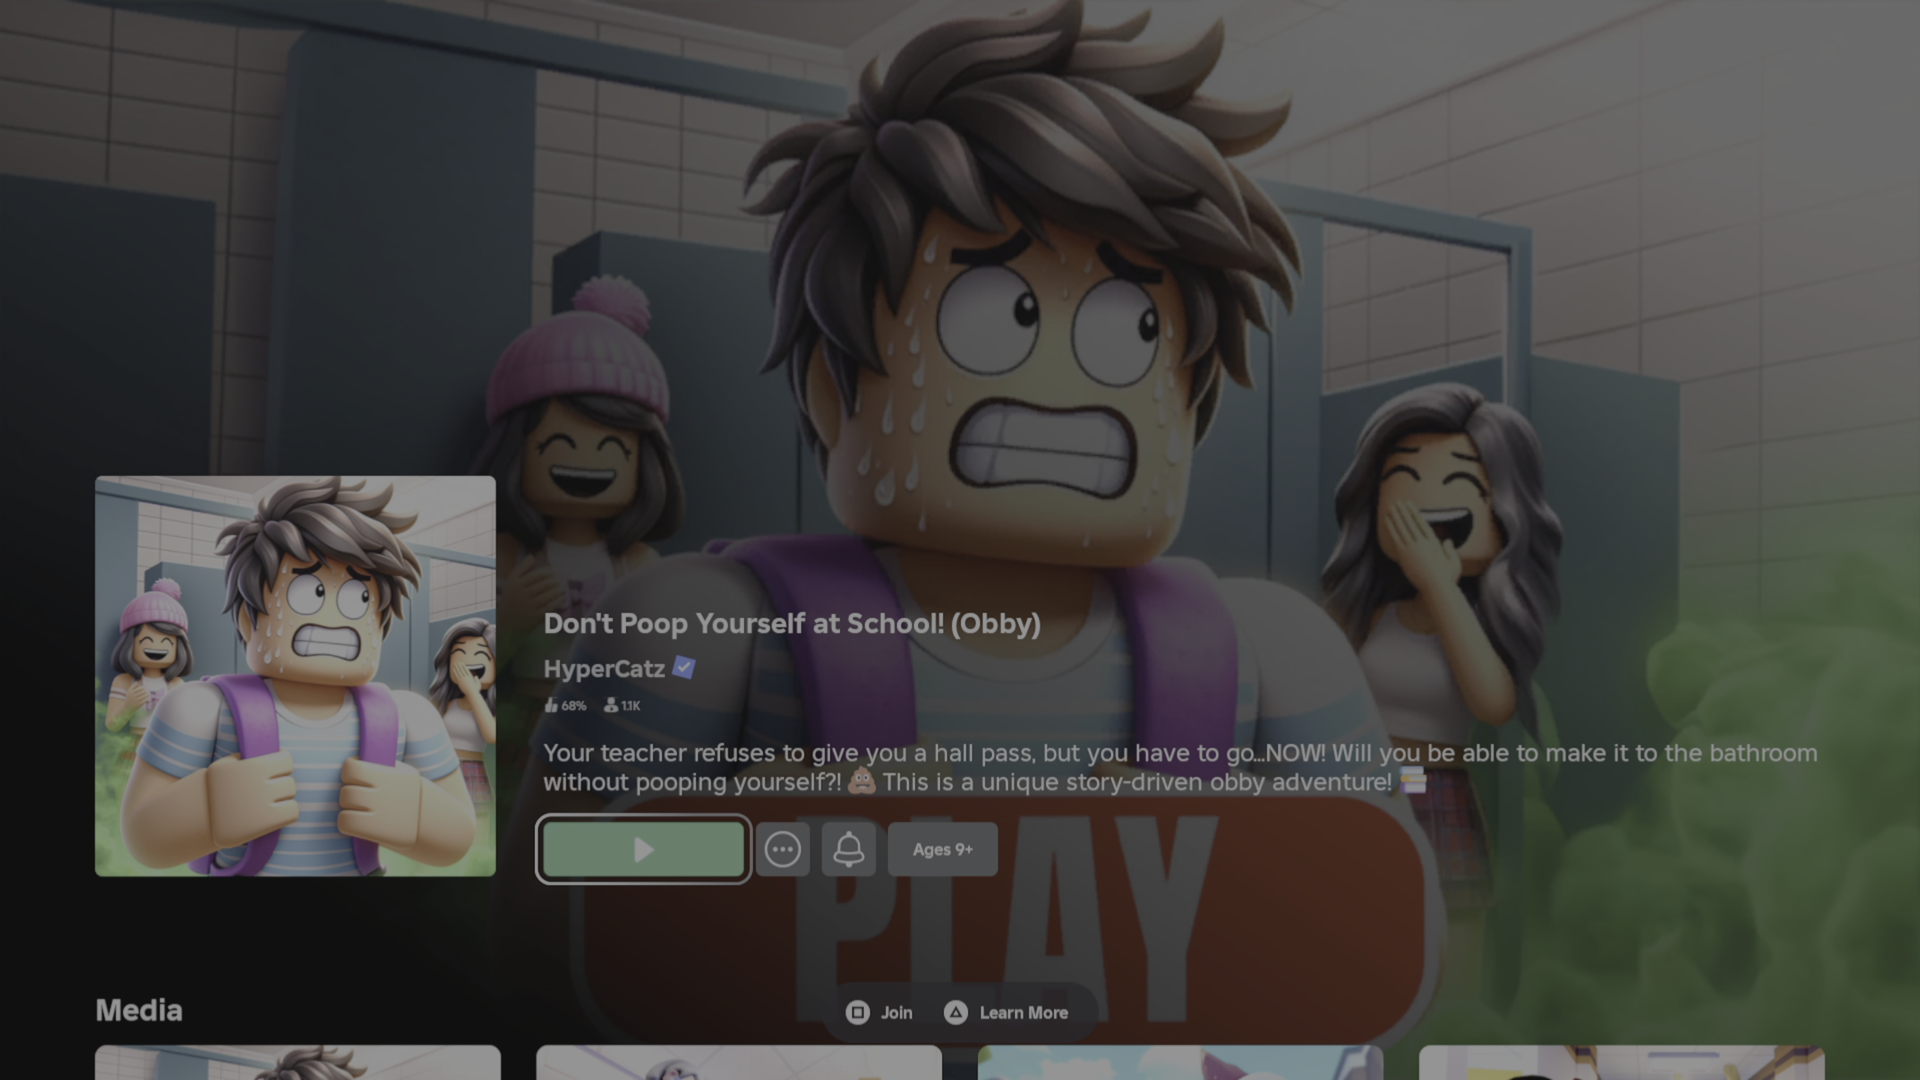 Don't Poop Yourself at School! (Obby)
HyperCatz
68% 1.1K
Your teacher refuses to give you a hall pass, but you have to go...NOW! Will you be able to make it to the bathroom
without pooping yourself?! 💩 This is a unique story-driven obby adventure! 📚
Ages 9+
PLAY
Media
Join Learn More